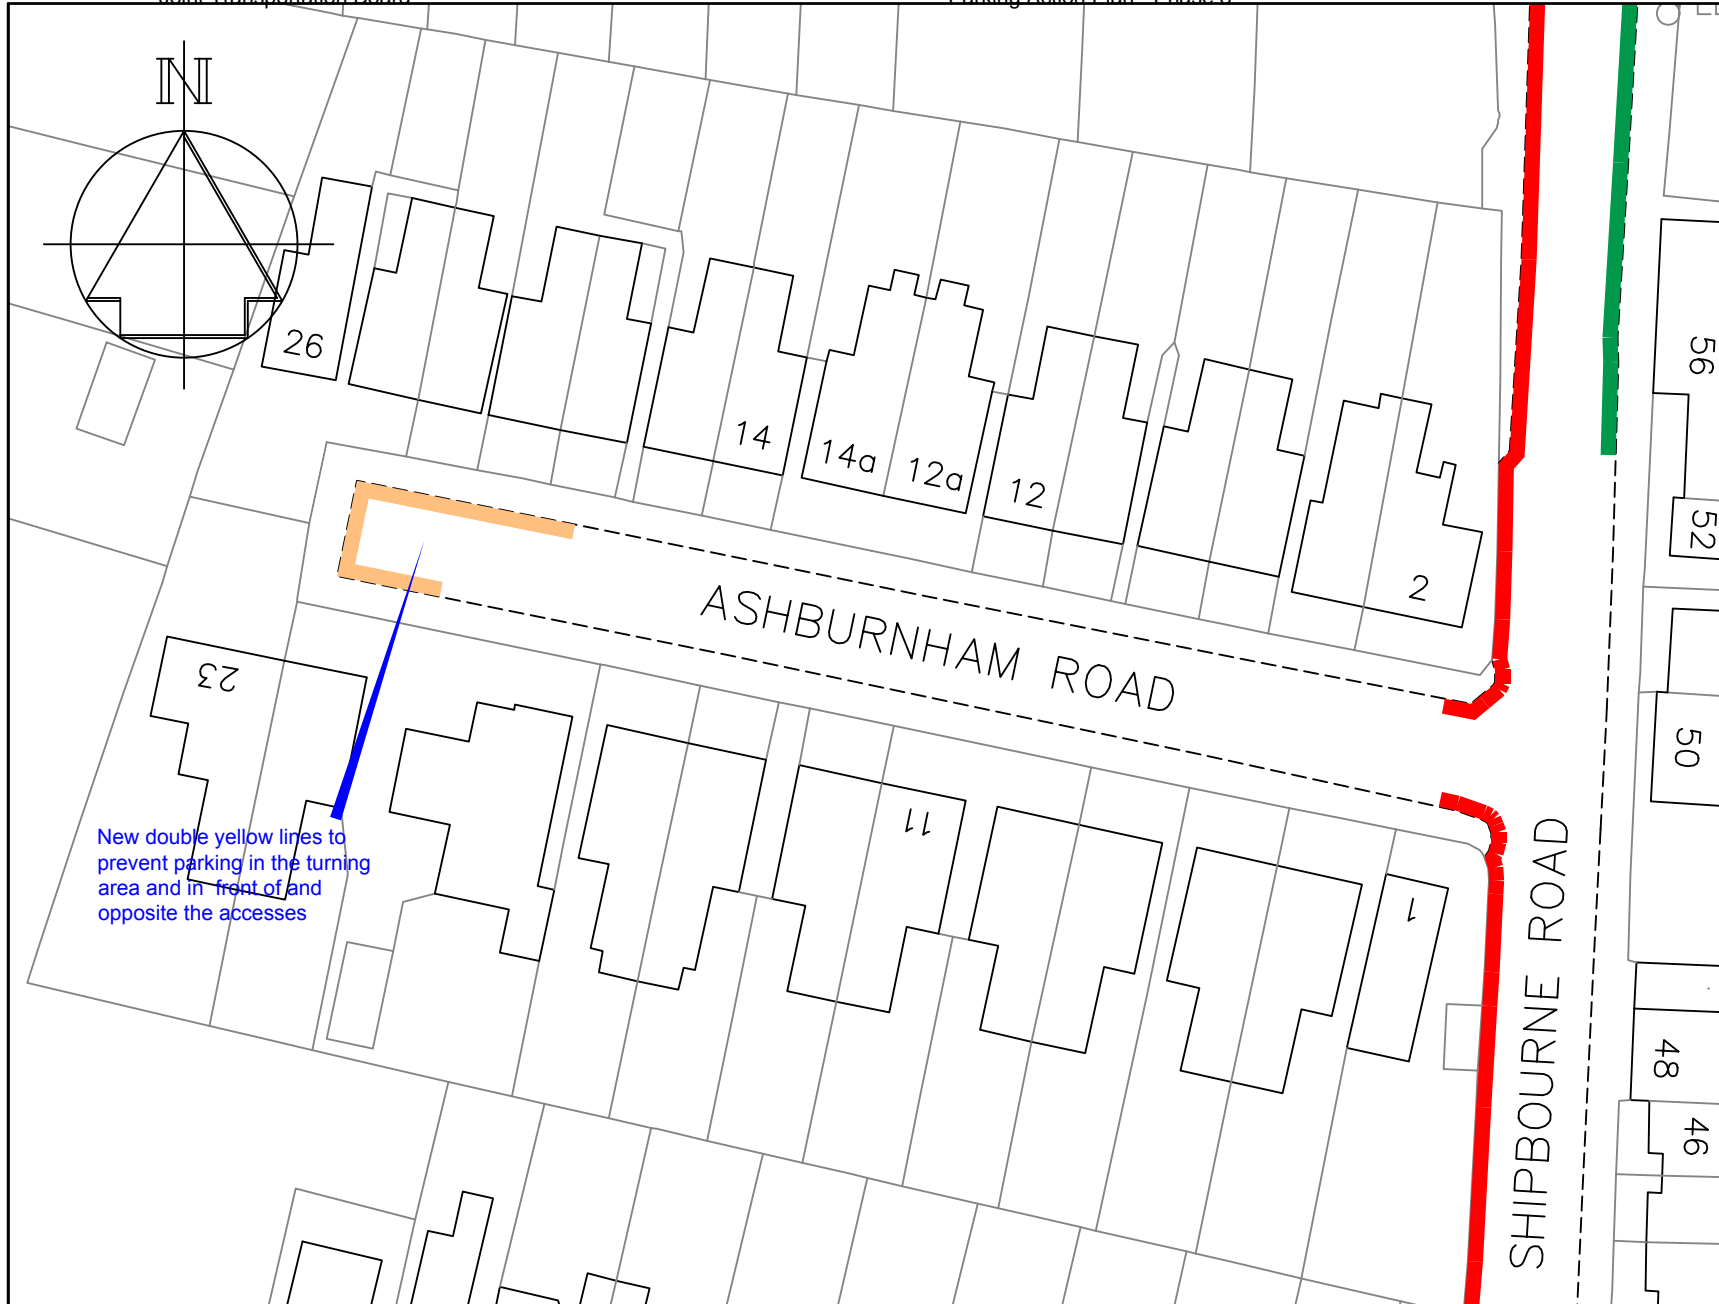 N
26
14
14a
12a
12
2
56
52
50
48
46
ASHBURNHAM ROAD
SHIPBOURNE ROAD
23
11
1
New double yellow lines to
prevent parking in the turning
area and in front of and
opposite the accesses